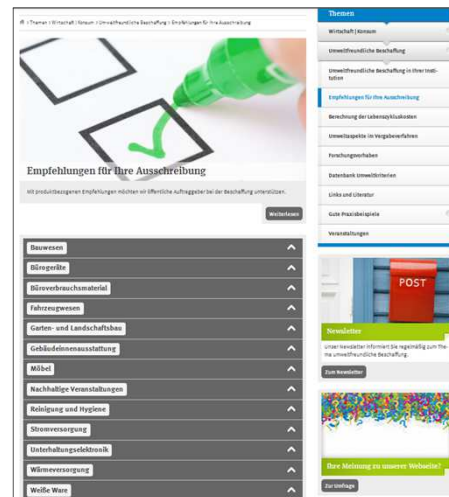 > Themen > Wirtschaft | Konsum > Umweltfreundliche Beschaffung > Empfehlungen für Ihre Ausschreibung
Empfehlungen für Ihre Ausschreibung
Mit produktbezogenen Empfehlungen möchten wir öffentliche Auftraggeber bei der Beschaffung unterstützen.
Weiterlesen
Bauwesen
Bürogeräte
Büroverbrauchsmaterial
Fahrzeugwesen
Garten- und Landschaftsbau
Gebäudeinnenausstattung
Möbel
Nachhaltige Veranstaltungen
Reinigung und Hygiene
Stromversorgung
Unterhaltungselektronik
Wärmeversorgung
Weiße Ware
Themen
Wirtschaft | Konsum
Umweltfreundliche Beschaffung
Umweltfreundliche Beschaffung in Ihrer Insti-
tution
Empfehlungen für Ihre Ausschreibung
Berechnung der Lebenszykluskosten
Umweltaspekte im Vergabeverfahren
Forschungsvorhaben
Datenbank Umweltkriterien
Links und Literatur
Gute Praxisbeispiele
Veranstaltungen
POST
Newsletter
Unser Newsletter informiert Sie regelmäßig zum The-
ma umweltfreundliche Beschaffung.
Zum Newsletter
Ihre Meinung zu unserer Webseite?
Zur Umfrage